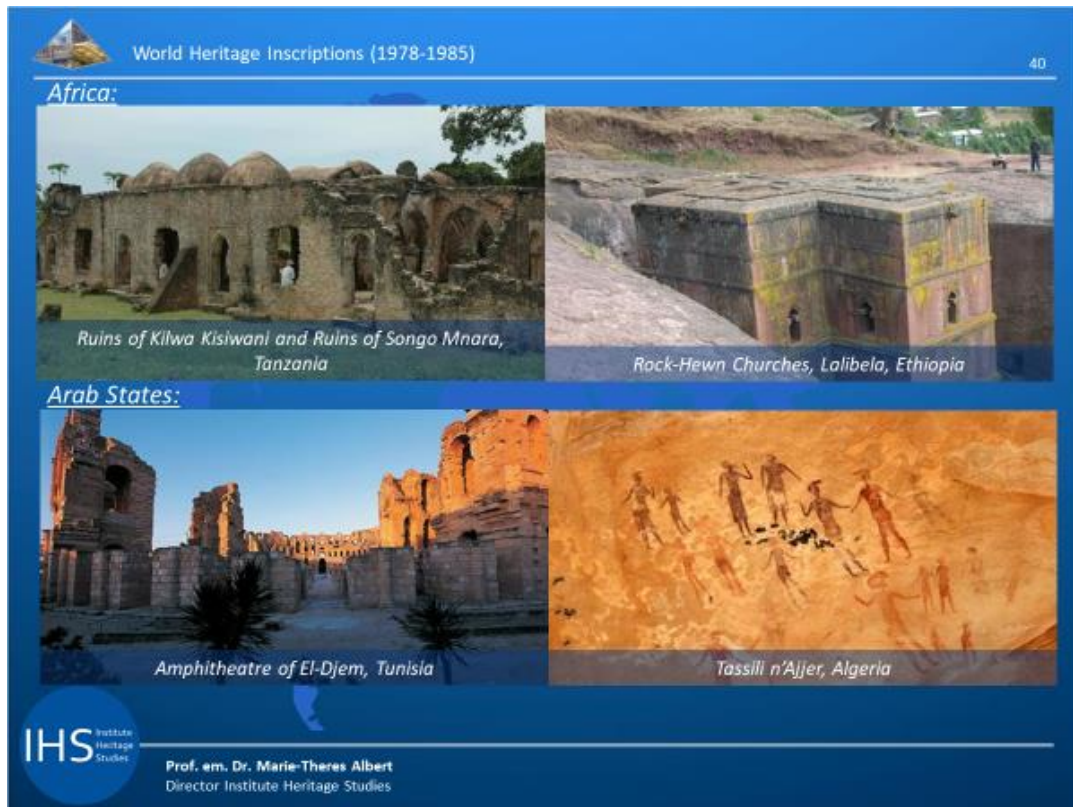 World Heritage Inscriptions (1978-1985)
40
Africa:
Ruins of Kilwa Kisiwani and Ruins of Songo Mnara,
Tanzania
Rock-Hewn Churches, Lalibela, Ethiopia
Arab States:
Amphitheatre of El-Djem, Tunisia
Tassili n’Ajjer, Algeria
IHS
Institute
Heritage
Studies
Prof. em. Dr. Marie-Theres Albert
Director Institute Heritage Studies